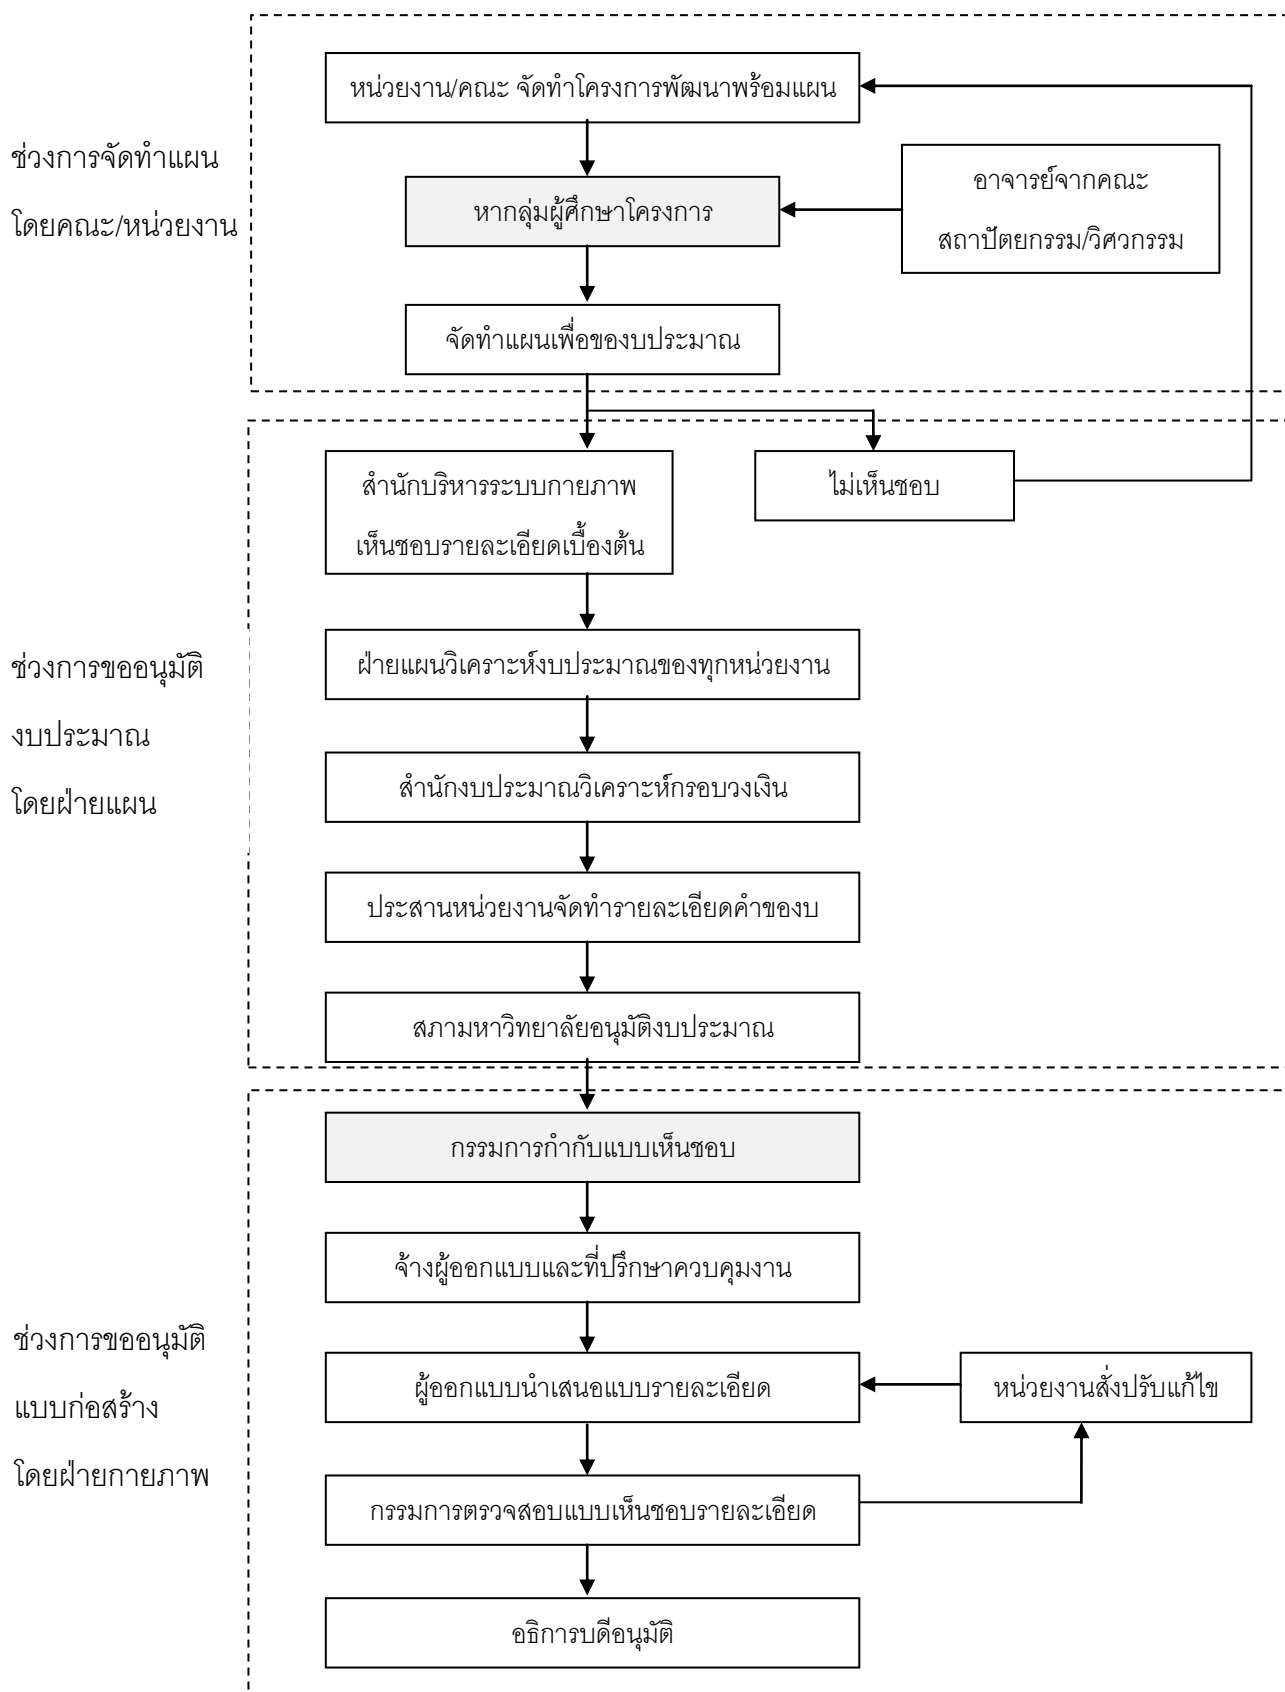 หน่วยงาน/คณะ จัดทำโครงการพัฒนาพร้อมแผน
ช่วงการจัดทำแผน
โดยคณะ/หน่วยงาน
อาจารย์จากคณะ
สถาปัตยกรรม/วิศวกรรม
หากลุ่มผู้ศึกษาโครงการ
จัดทำแผนเพื่อของบประมาณ
สำนักบริหารระบบกายภาพ
เห็นชอบรายละเอียดเบื้องต้น
ไม่เห็นชอบ
ช่วงการขออนุมัติ
งบประมาณ
โดยฝ่ายแผน
ฝ่ายแผนวิเคราะห์งบประมาณของทุกหน่วยงาน
สำนักงบประมาณวิเคราะห์กรอบวงเงิน
ประสานหน่วยงานจัดทำรายละเอียดคำของบ
สภามหาวิทยาลัยอนุมัติงบประมาณ
กรรมการกำกับแบบเห็นชอบ
จ้างผู้ออกแบบและที่ปรึกษาควบคุมงาน
ช่วงการขออนุมัติ
แบบก่อสร้าง
โดยฝ่ายกายภาพ
ผู้ออกแบบนำเสนอแบบรายละเอียด
หน่วยงานสั่งปรับแก้ไข
กรรมการตรวจสอบแบบเห็นชอบรายละเอียด
อธิการบดีอนุมัติ